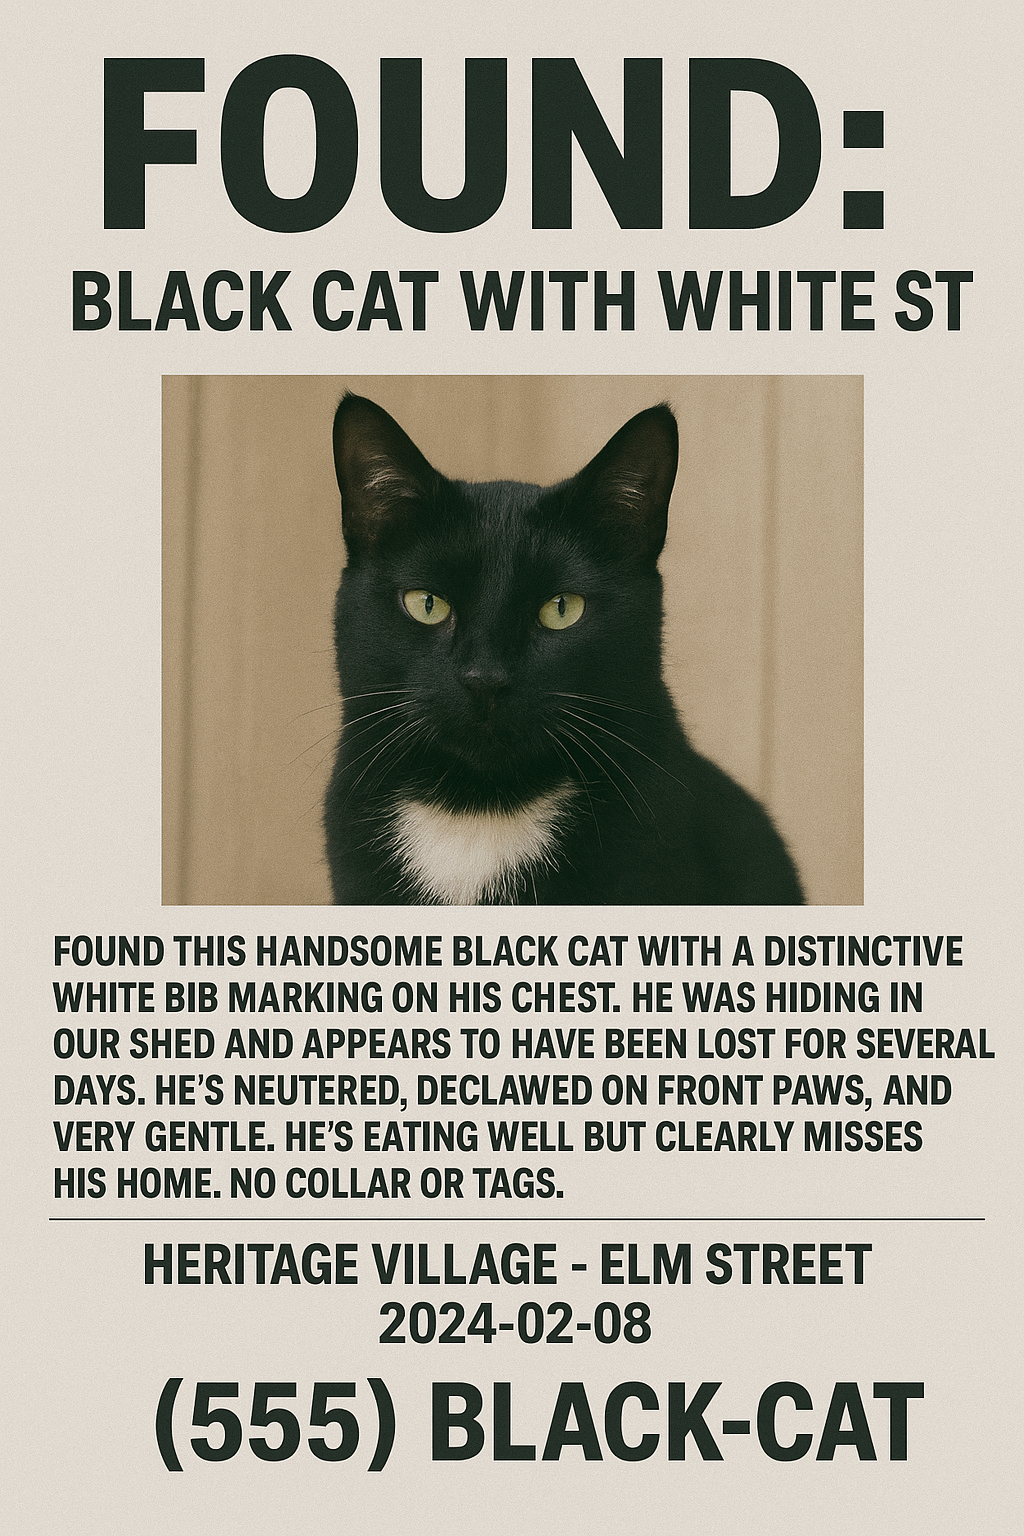 FOUND:
BLACK CAT WITH WHITE ST
FOUND THIS HANDSOME BLACK CAT WITH A DISTINCTIVE
WHITE BIB MARKING ON HIS CHEST. HE WAS HIDING IN
OUR SHED AND APPEARS TO HAVE BEEN LOST FOR SEVERAL
DAYS. HE’S NEUTERED, DECLAWED ON FRONT PAWS, AND
VERY GENTLE. HE’S EATING WELL BUT CLEARLY MISSES
HIS HOME. NO COLLAR OR TAGS.
HERITAGE VILLAGE - ELM STREET
2024-02-08
(555) BLACK-CAT